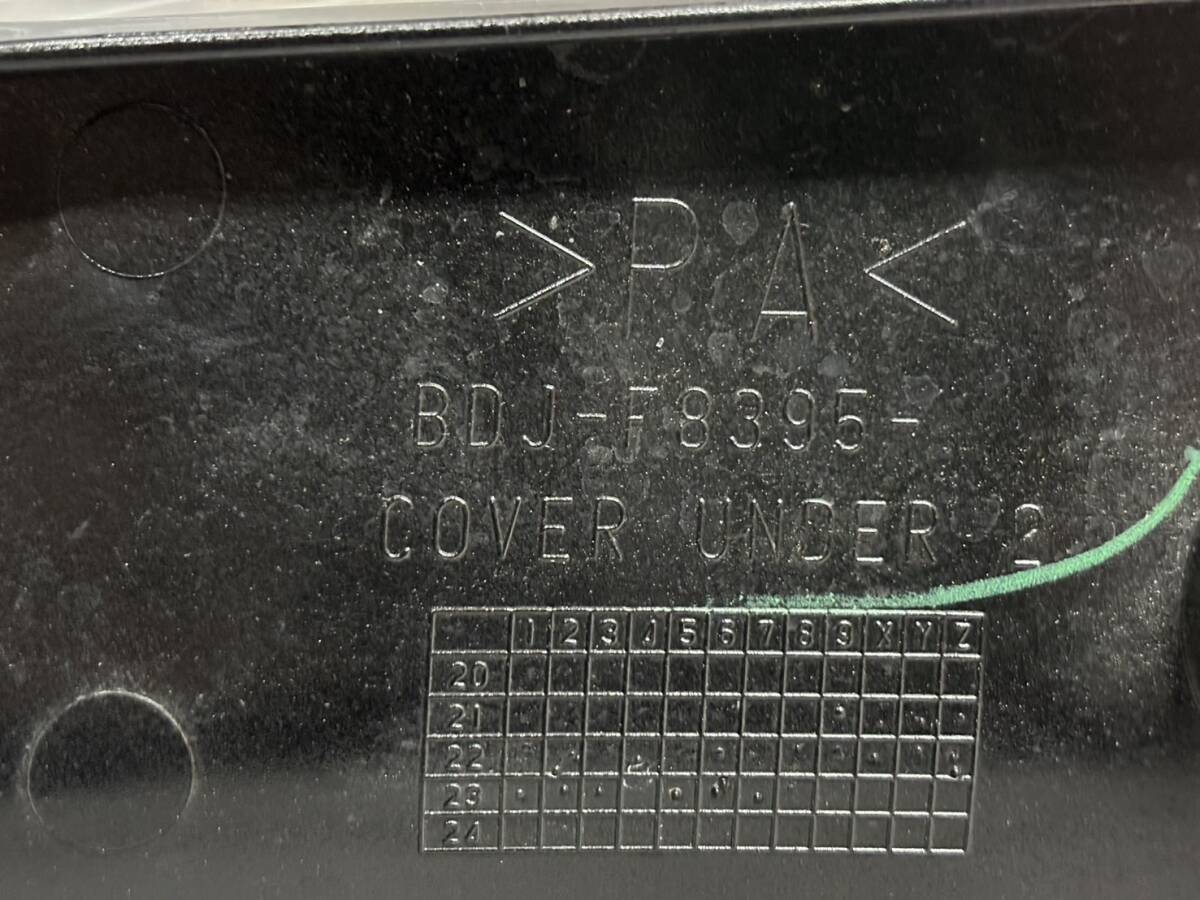 >PA<
BDJ-F8395-
COVER UNDER 2
1 2 3 4 5 6 7 8 9 X Y Z
20
21
22
23
24